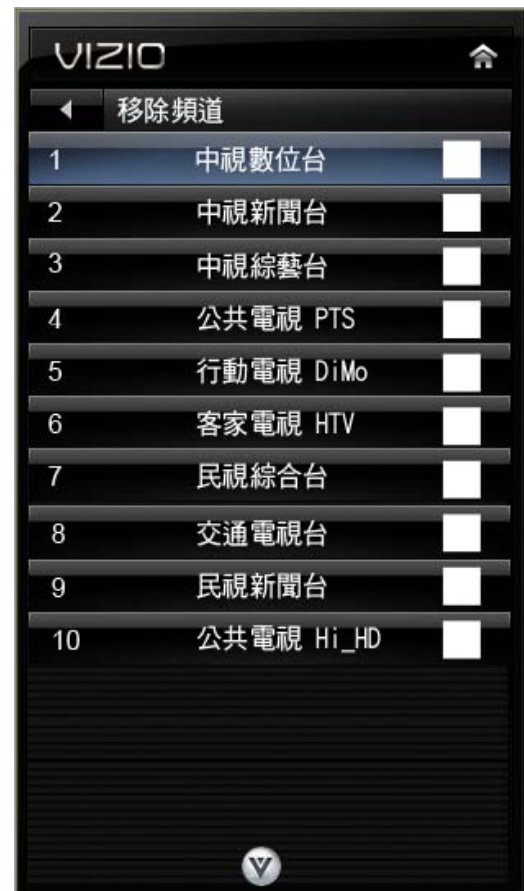 VIZIO
移除頻道
1 中視數位台
2 中視新聞台
3 中視綜藝台
4 公共電視 PTS
5 行動電視 DiMo
6 客家電視 HTV
7 民視綜合台
8 交通電視台
9 民視新聞台
10 公共電視 Hi_HD
V